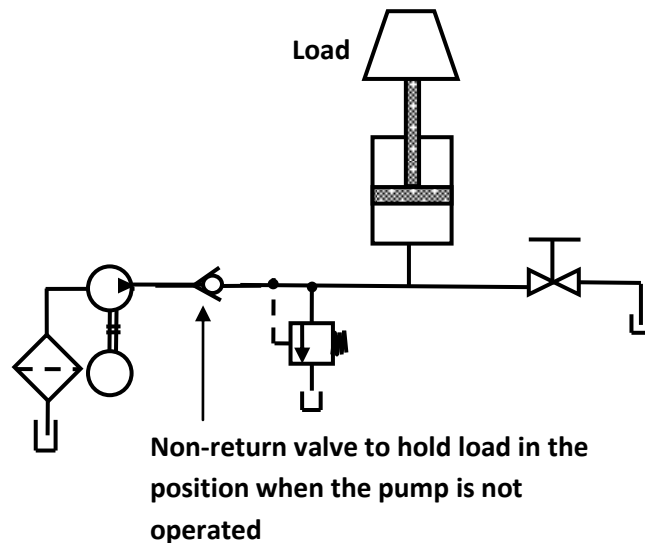 Load
Non-return valve to hold load in the
position when the pump is not
operated